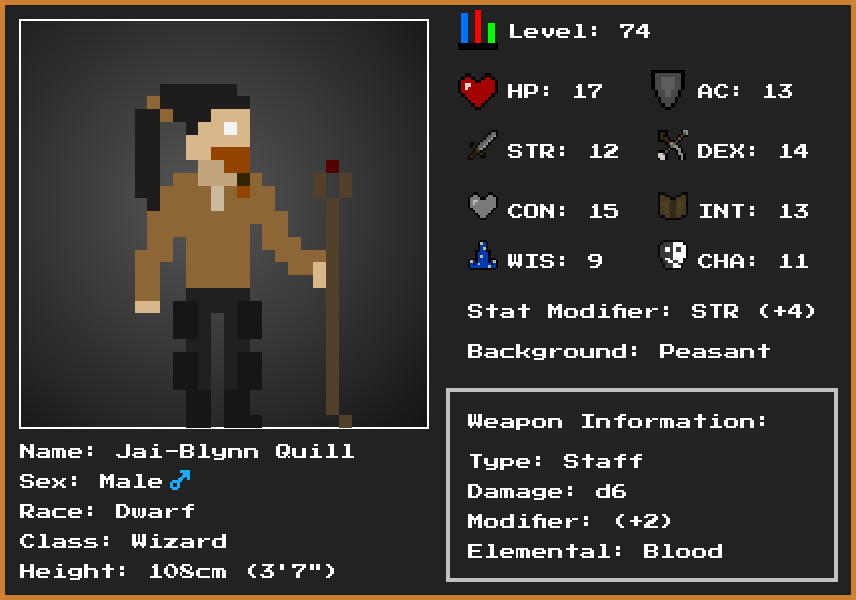 Level: 74
HP: 17 AC: 13
STR: 12 DEX: 14
CON: 15 INT: 13
WIS: 9 CHA: 11
Stat Modifier: STR (+4)
Background: Peasant
Weapon Information:
Type: Staff
Damage: d6
Modifier: (+2)
Elemental: Blood
Name: Jai-Blynn Quill
Sex: Male ♂
Race: Dwarf
Class: Wizard
Height: 108cm (3'7")